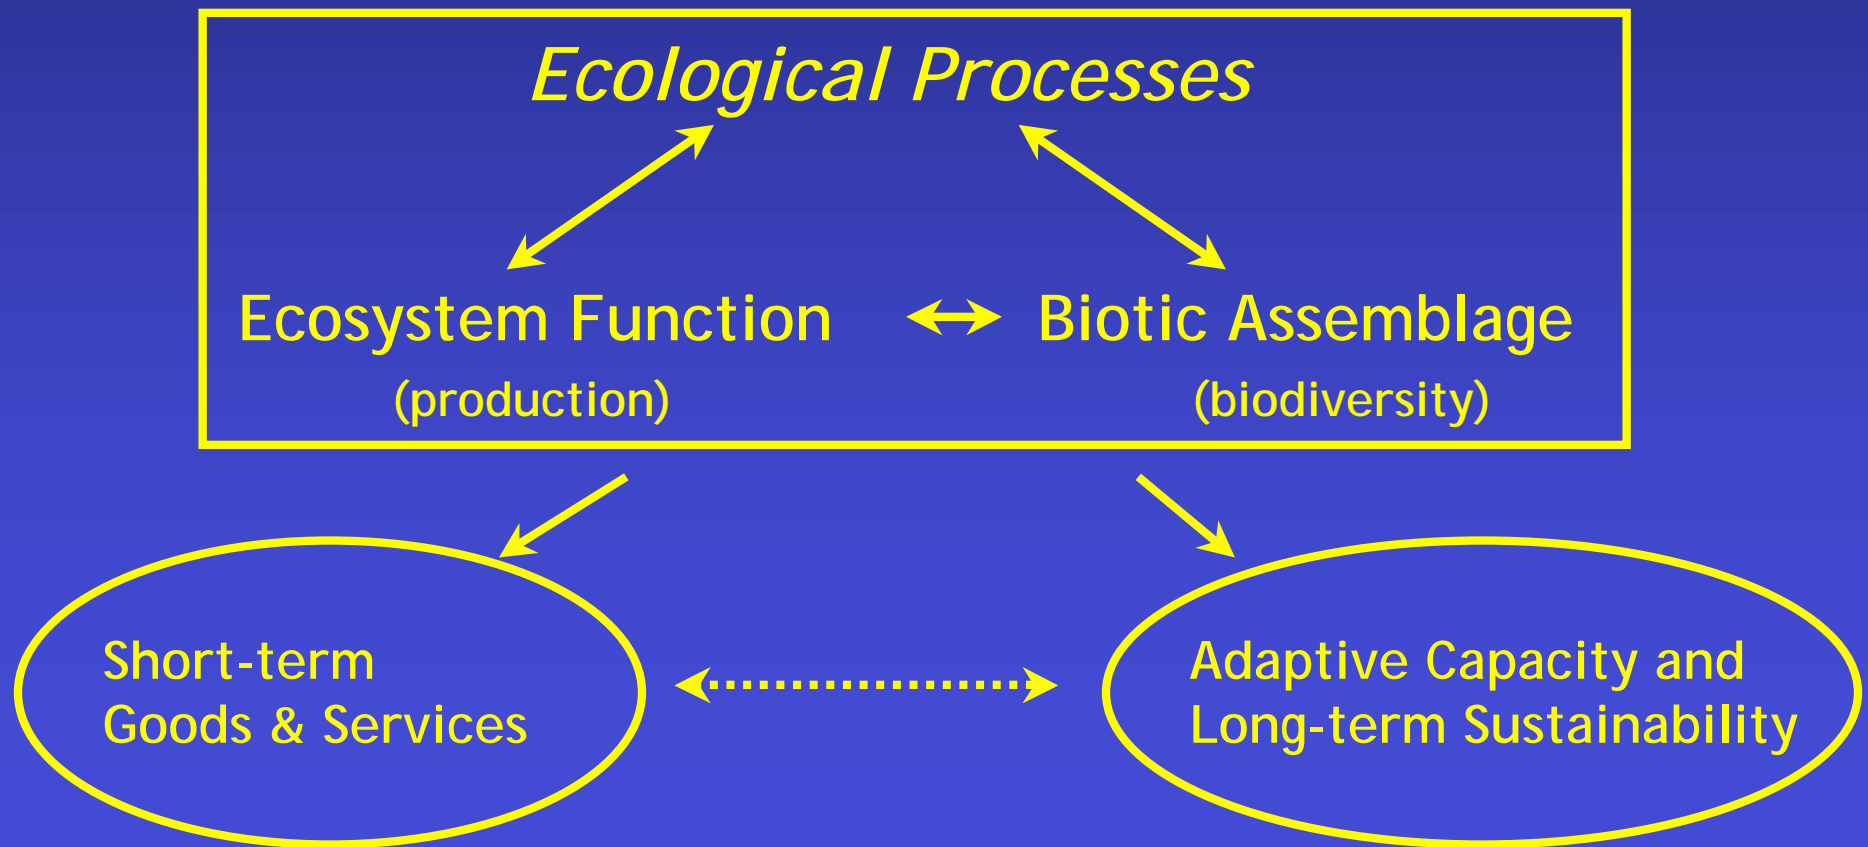 Ecological Processes
Ecosystem Function
Biotic Assemblage
(production)
(biodiversity)
Short-term
Goods & Services
Adaptive Capacity and
Long-term Sustainability